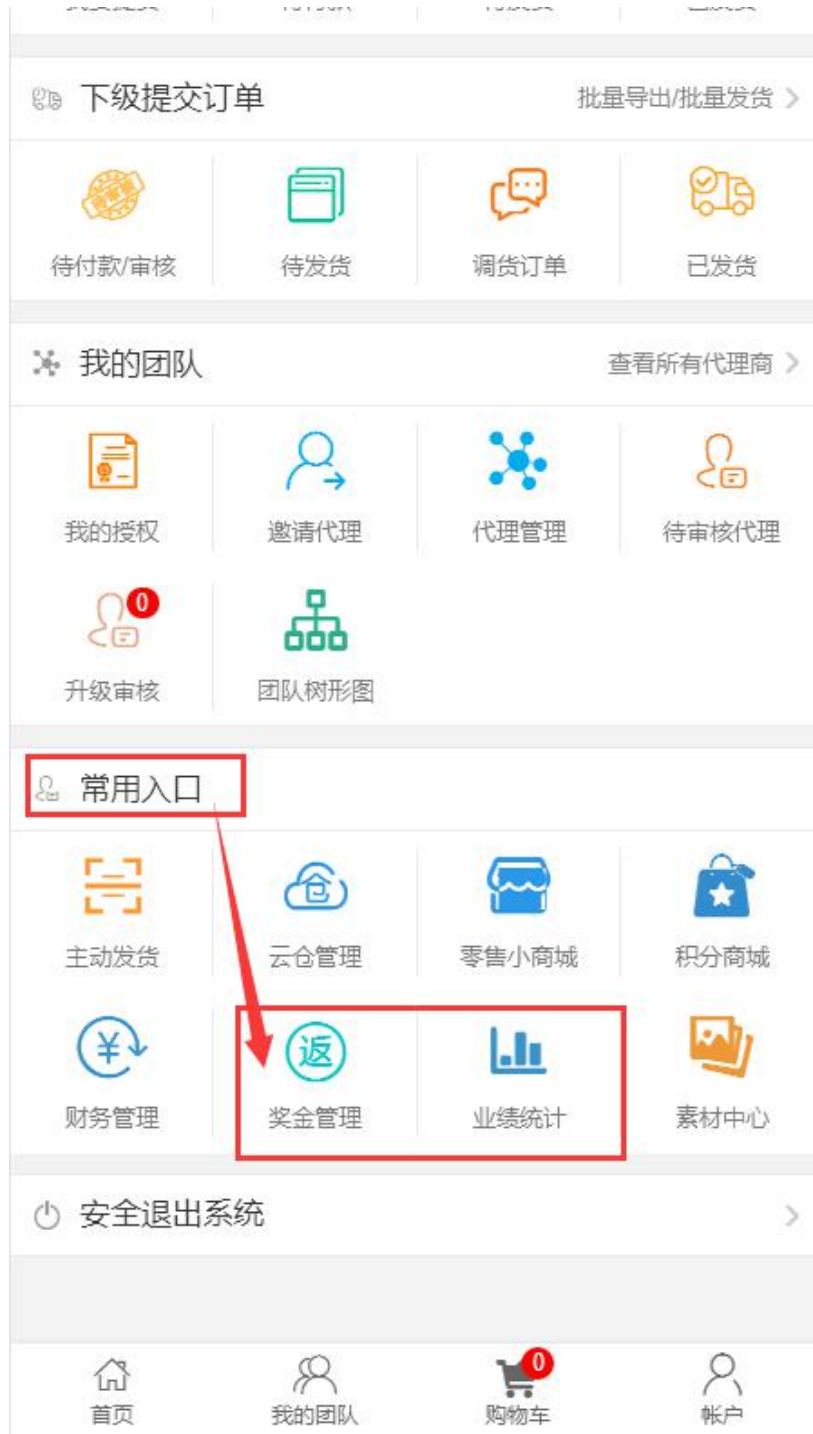 下级提交订单 批量导出/批量发货
待付款/审核 待发货 调货订单 已发货
我的团队 查看所有代理商
我的授权 邀请代理 代理管理 待审核代理
0
升级审核 团队树形图
常用入口
仓
主动发货 云仓管理 零售小商城 积分商城
¥ 返
财务管理 奖金管理 业绩统计 素材中心
安全退出系统
0
首页 我的团队 购物车 帐户